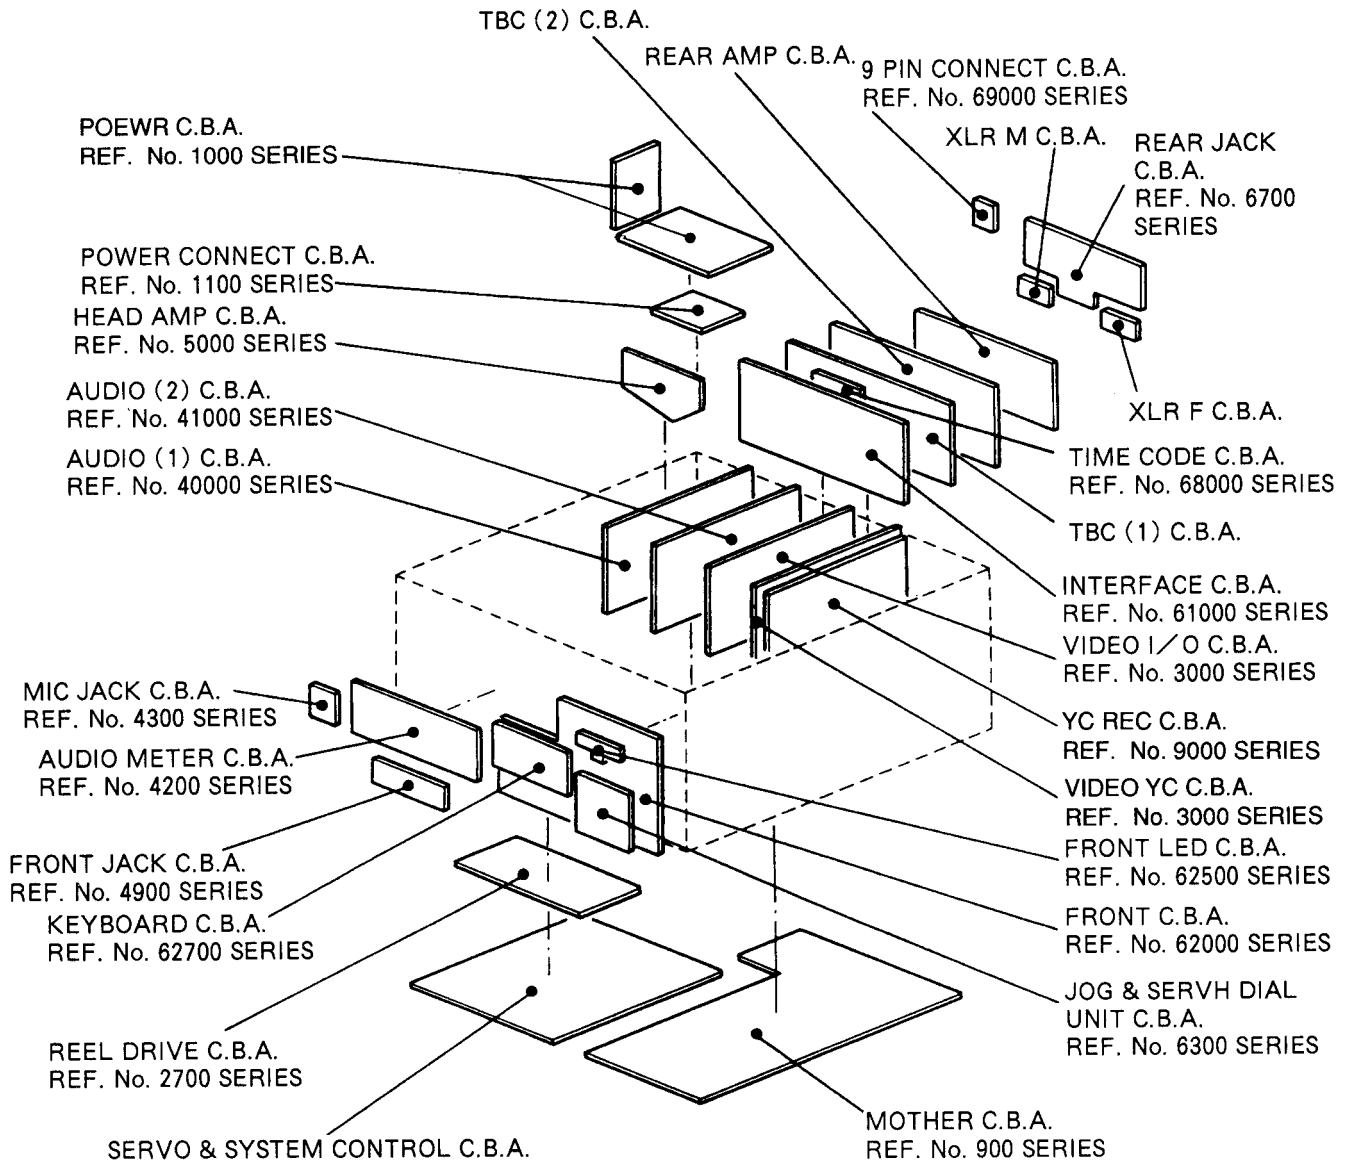 TBC (2) C.B.A.
REAR AMP C.B.A.
9 PIN CONNECT C.B.A.
REF. No. 69000 SERIES
XLR M C.B.A.
REAR JACK
C.B.A.
REF. No. 6700
SERIES
POEWR C.B.A.
REF. No. 1000 SERIES
POWER CONNECT C.B.A.
REF. No. 1100 SERIES
HEAD AMP C.B.A.
REF. No. 5000 SERIES
AUDIO (2) C.B.A.
REF. No. 41000 SERIES
AUDIO (1) C.B.A.
REF. No. 40000 SERIES
XLR F C.B.A.
TIME CODE C.B.A.
REF. No. 68000 SERIES
TBC (1) C.B.A.
INTERFACE C.B.A.
REF. No. 61000 SERIES
VIDEO I/O C.B.A.
REF. No. 3000 SERIES
YC REC C.B.A.
REF. No. 9000 SERIES
VIDEO YC C.B.A.
REF. No. 3000 SERIES
FRONT LED C.B.A.
REF. No. 62500 SERIES
FRONT C.B.A.
REF. No. 62000 SERIES
JOG & SERVH DIAL
UNIT C.B.A.
REF. No. 6300 SERIES
MIC JACK C.B.A.
REF. No. 4300 SERIES
AUDIO METER C.B.A.
REF. No. 4200 SERIES
FRONT JACK C.B.A.
REF. No. 4900 SERIES
KEYBOARD C.B.A.
REF. No. 62700 SERIES
REEL DRIVE C.B.A.
REF. No. 2700 SERIES
SERVO & SYSTEM CONTROL C.B.A.
MOTHER C.B.A.
REF. No. 900 SERIES